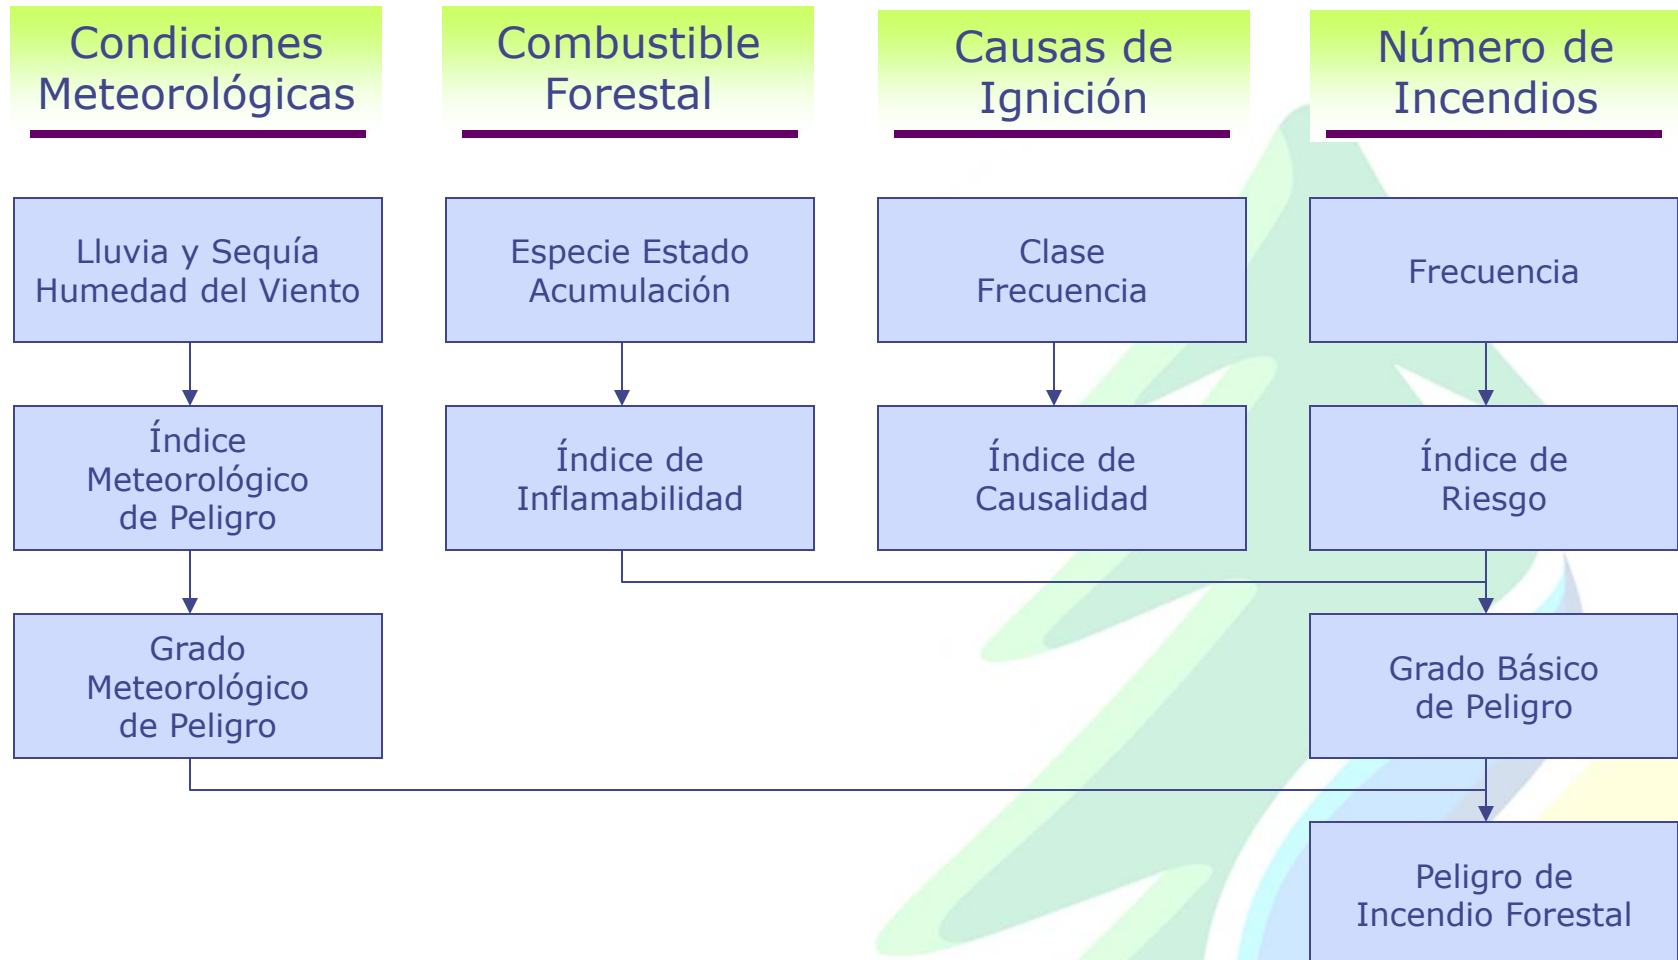 Condiciones
Meteorológicas
Combustible
Forestal
Causas de
Ignición
Número de
Incendios
Lluvia y Sequía
Humedad del Viento
Especie Estado
Acumulación
Clase
Frecuencia
Frecuencia
Índice
Meteorológico
de Peligro
Índice de
Inflamabilidad
Índice de
Causalidad
Índice de
Riesgo
Grado
Meteorológico
de Peligro
Grado Básico
de Peligro
Peligro de
Incendio Forestal